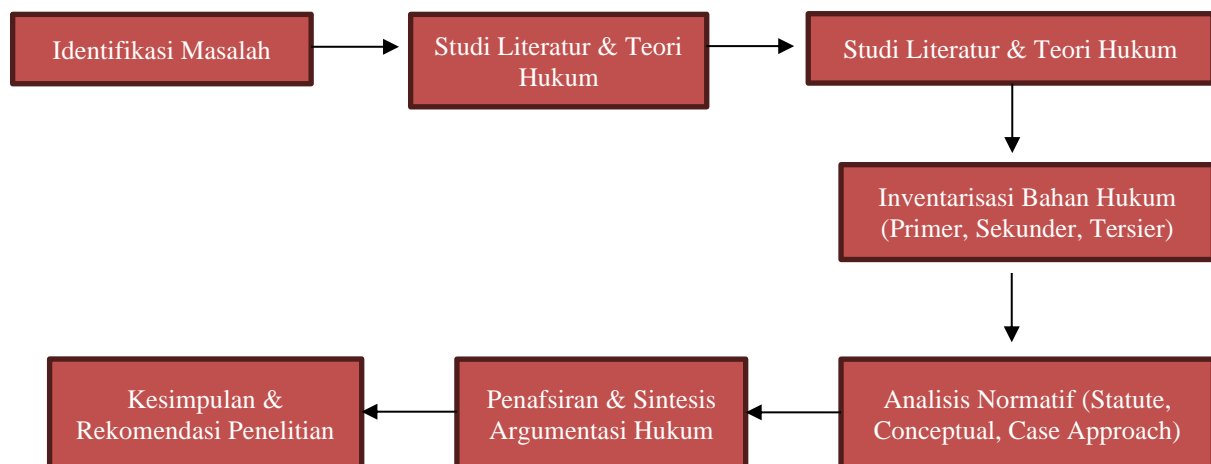 Identifikasi Masalah
Studi Literatur & Teori
Hukum
Studi Literatur & Teori Hukum
Inventarisasi Bahan Hukum
(Primer, Sekunder, Tersier)
Analisis Normatif (Statute,
Conceptual, Case Approach)
Penafsiran & Sintesis
Argumentasi Hukum
Kesimpulan &
Rekomendasi Penelitian